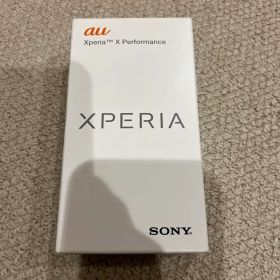 au
Xperia™ X Performance
XPERIA
SONY